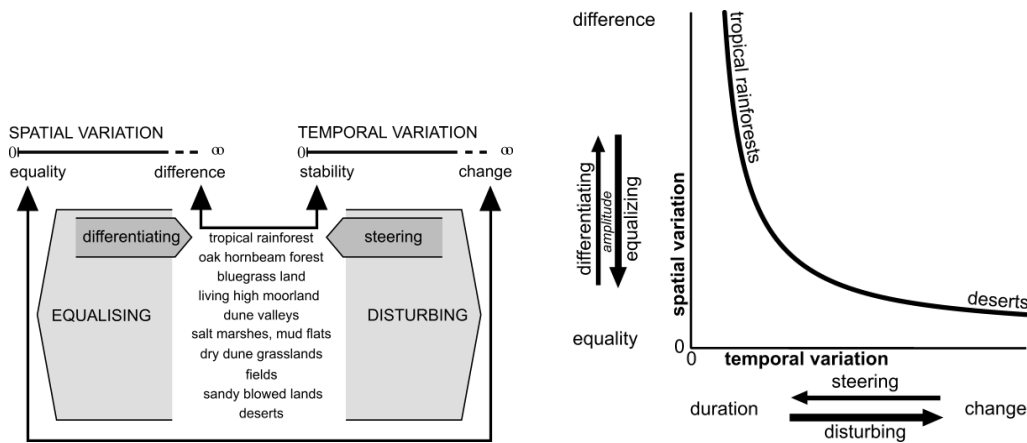 SPATIAL VARIATION
TEMPORAL VARIATION
0
∞
0
∞
equality
difference
stability
change
differentiating
steering
tropical rainforest
oak hornbeam forest
bluegrass land
living high moorland
dune valleys
salt marshes, mud flats
dry dune grasslands
fields
sandy blowed lands
deserts
EQUALISING
DISTURBING
difference
tropical rainforests
differentiating
amplitude
equalizing
spatial variation
deserts
equality
0
0
temporal variation
steering
duration
change
disturbing